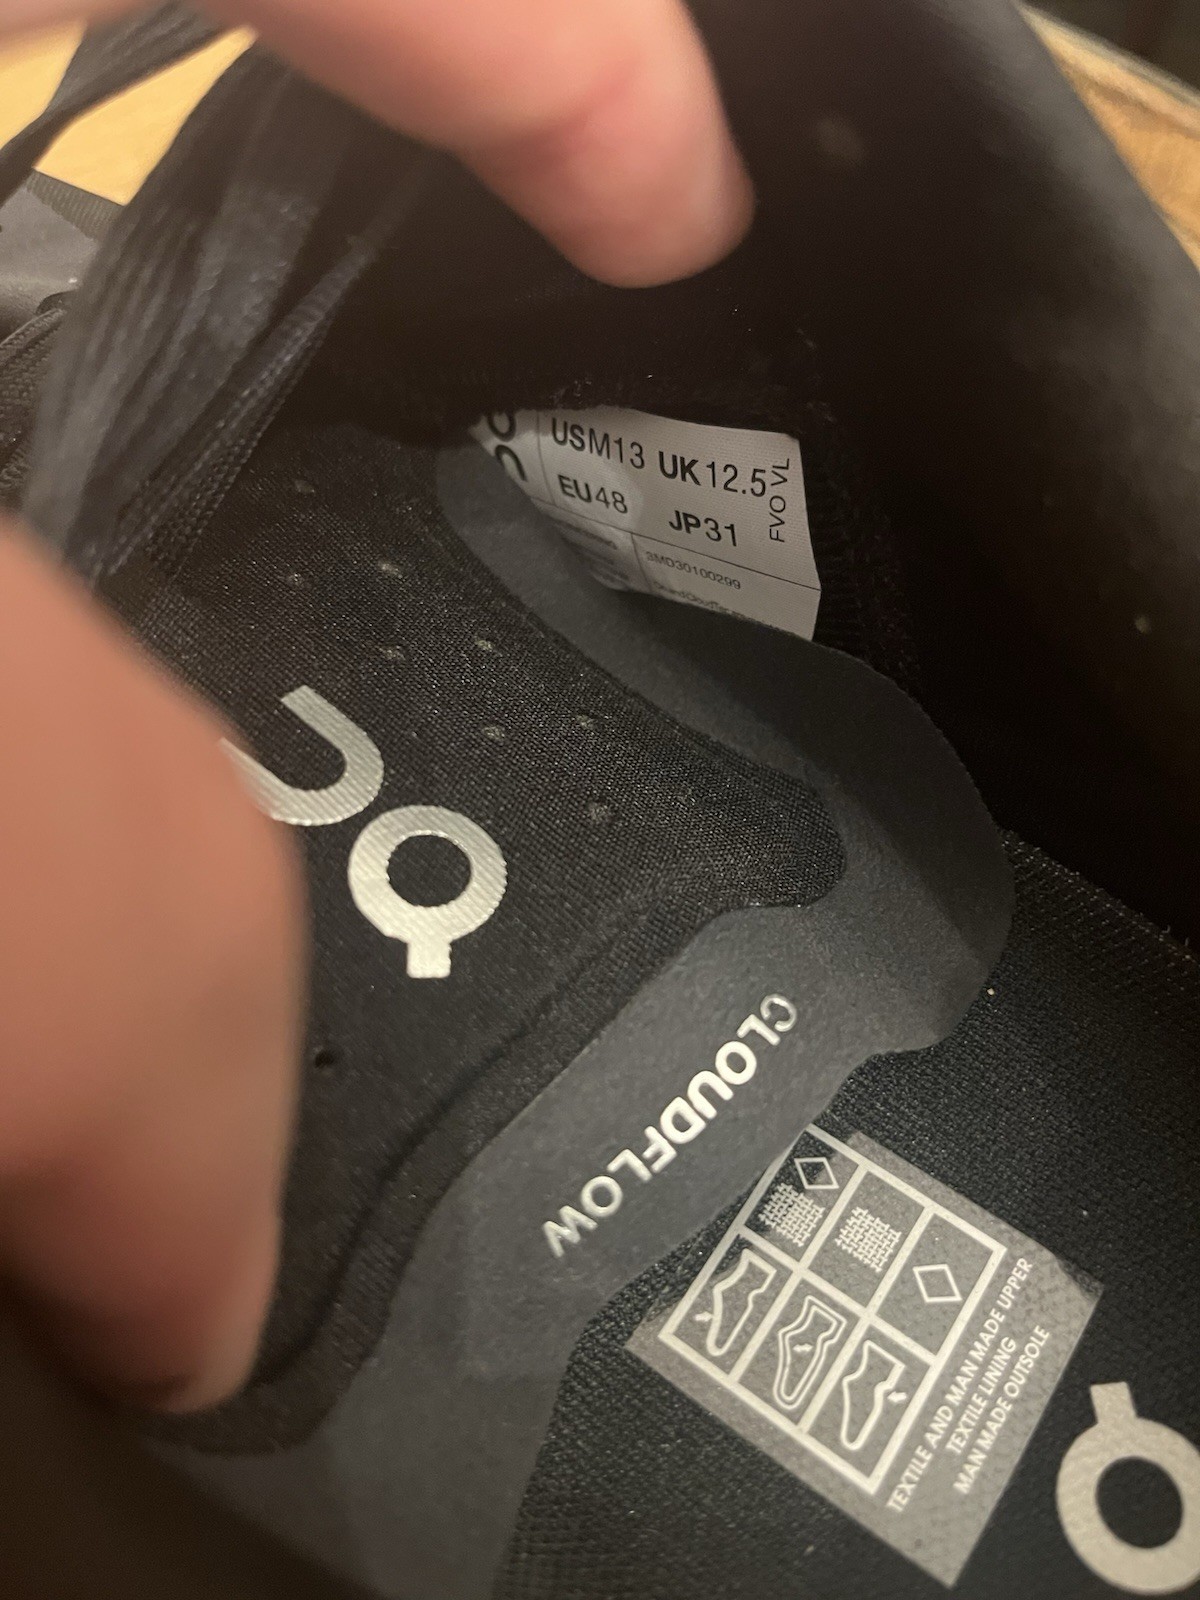 On
USM13 UK12.5
EU48 JP31
FVO VL
3MD30100299
On
CLOUDFLOW
TEXTILE AND MAN MADE UPPER
TEXTILE LINING
MAN MADE OUTSOLE